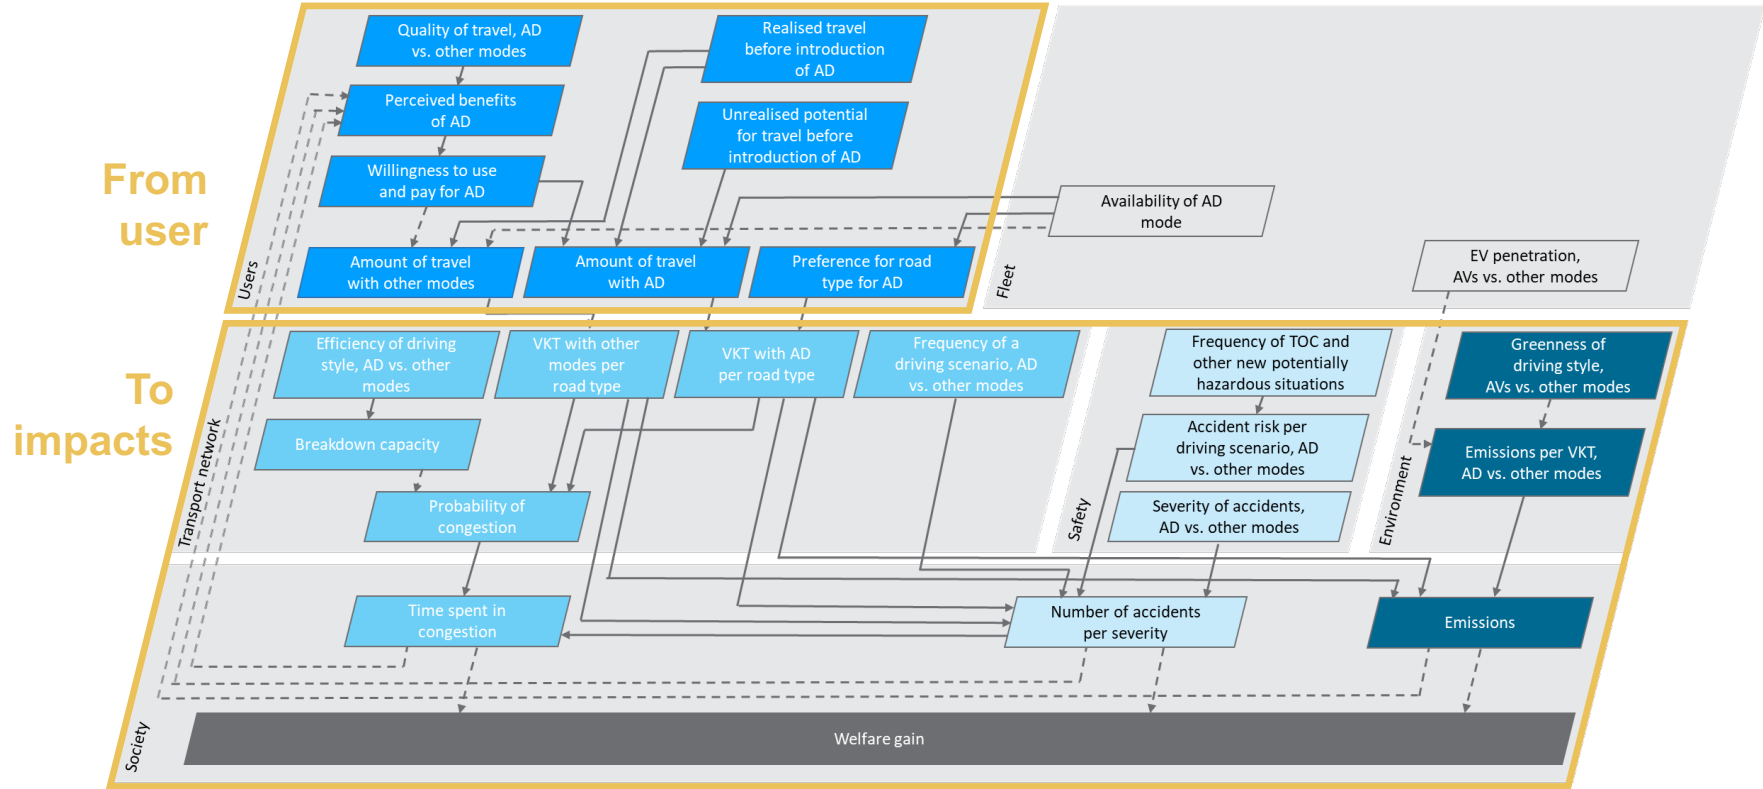 From
user
To
impacts
Quality of travel, AD
vs. other modes
Realised travel
before introduction
of AD
Perceived benefits
of AD
Unrealised potential
for travel before
introduction of AD
Willingness to use
and pay for AD
Availability of AD
mode
Amount of travel
with other modes
Amount of travel
with AD
Preference for road
type for AD
EV penetration,
AVs vs. other modes
Users
Fleet
Efficiency of driving
style, AD vs. other
modes
VKT with other
modes per
road type
VKT with AD
per road type
Frequency of a
driving scenario, AD
vs. other modes
Frequency of TOC and
other new potentially
hazardous situations
Greenness of
driving style,
AVs vs. other modes
Breakdown capacity
Accident risk per
driving scenario, AD
vs. other modes
Emissions per VKT,
AD vs. other modes
Probability of
congestion
Severity of accidents,
AD vs. other modes
Transport network
Safety
Environment
Time spent in
congestion
Number of accidents
per severity
Emissions
Society
Welfare gain